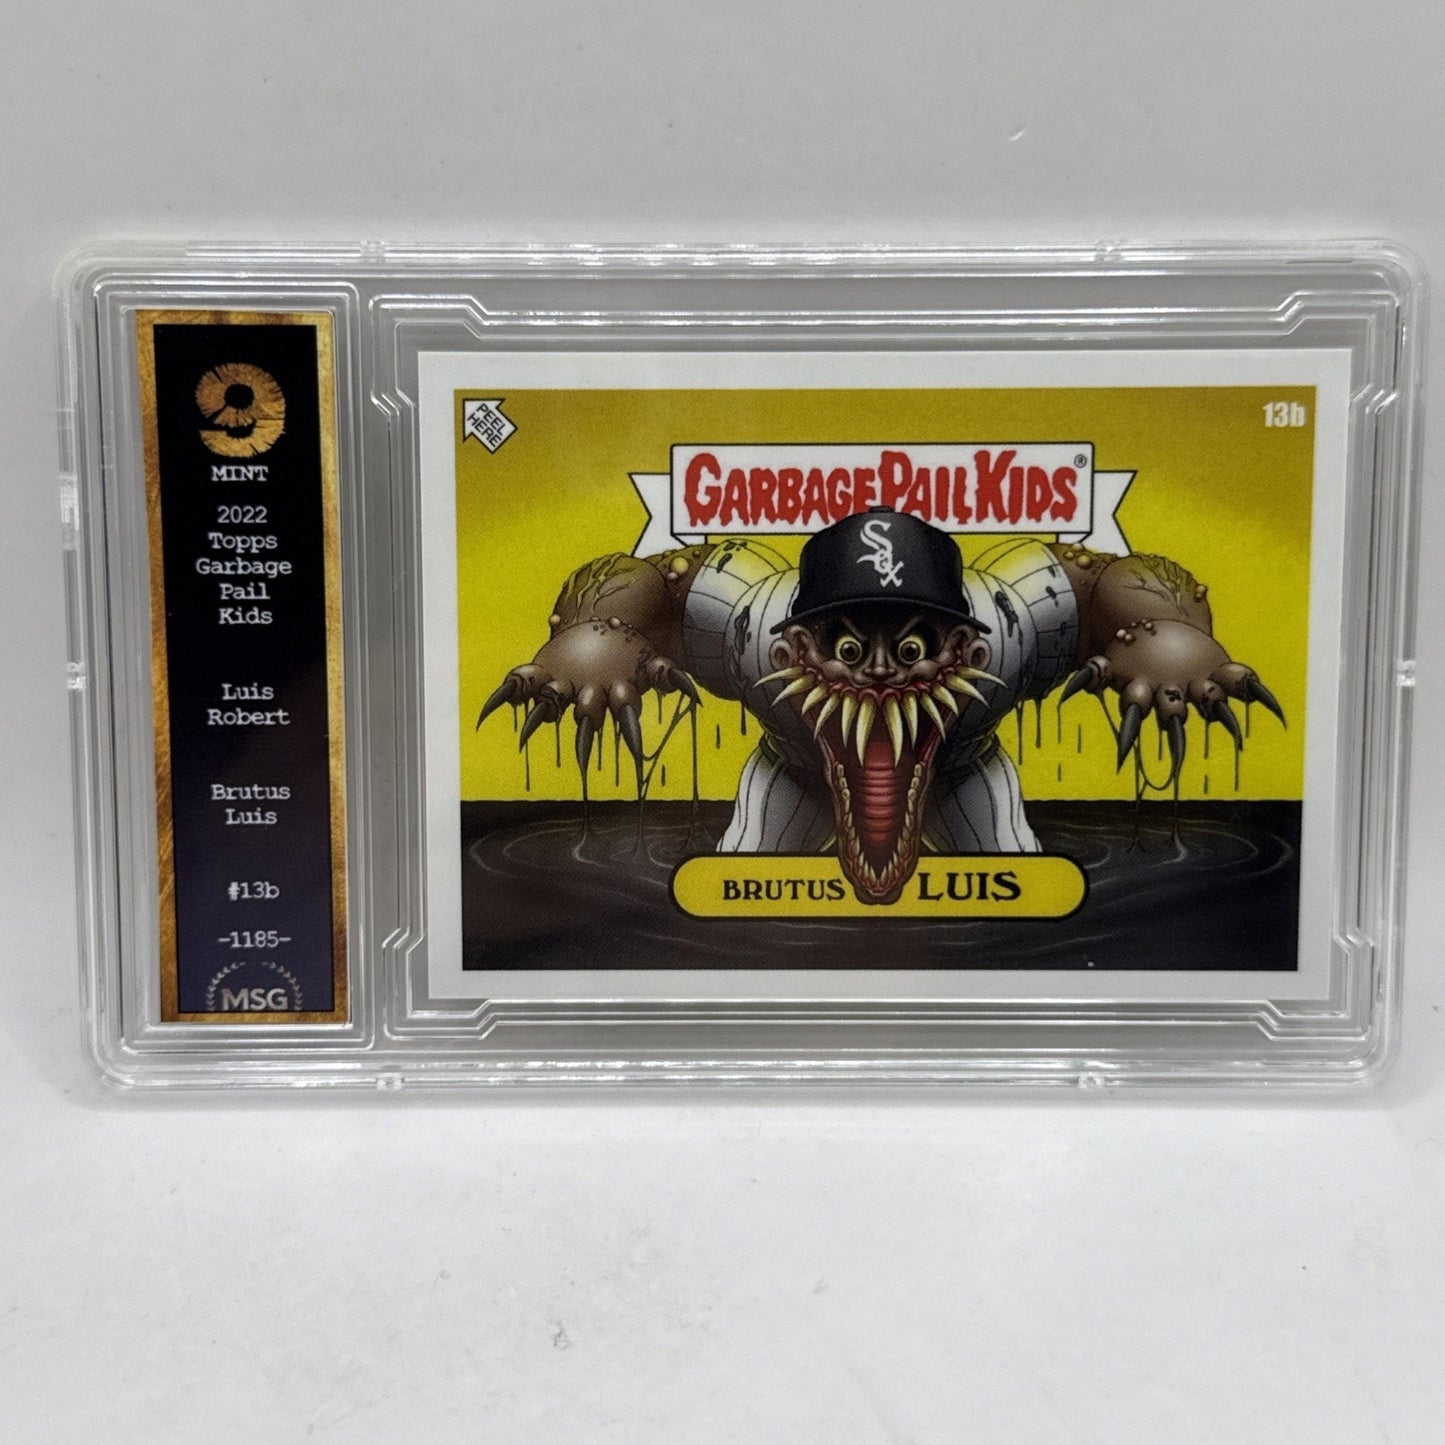 9
MINT
2022
Topps
Garbage
Pail
Kids
Luis
Robert
Brutus
Luis
#13b
-1185-
MSG
PEEL
HERE
13b
GARBAGE PAIL KIDS®
Sox
BRUTUS LUIS